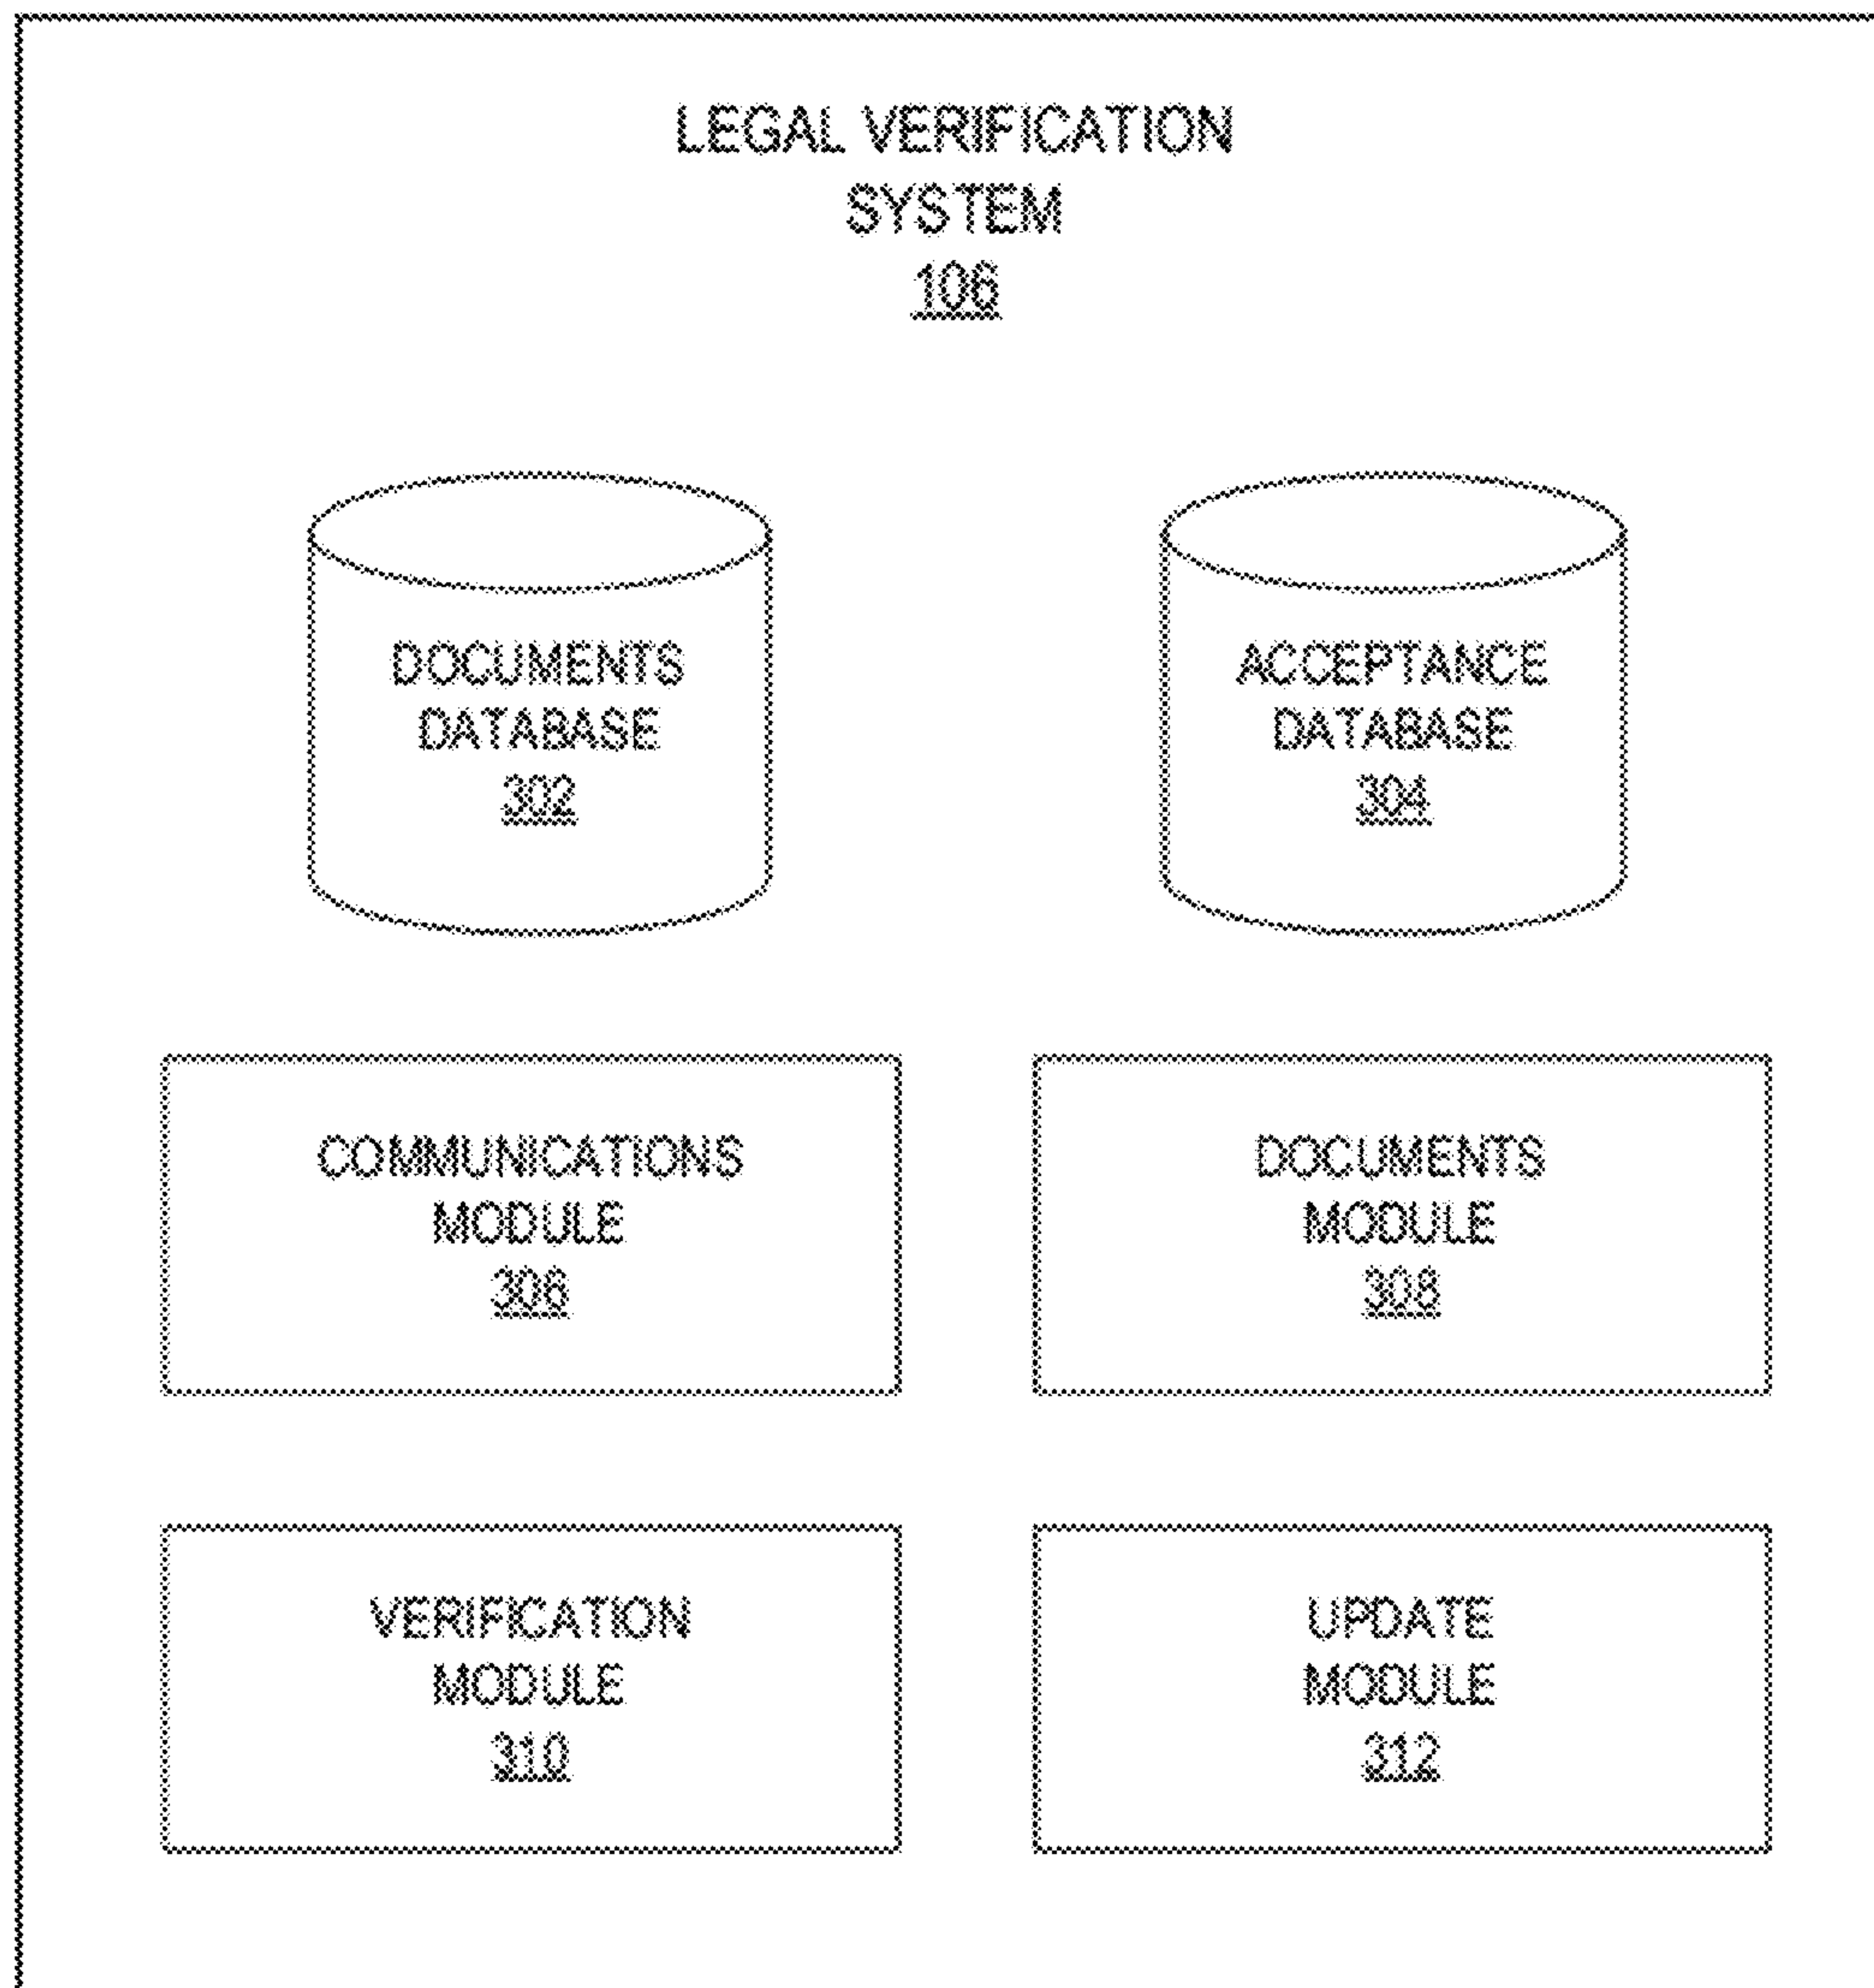 LEGAL VERIFICATION
SYSTEM
106
DOCUMENTS
DATABASE
302
ACCEPTANCE
DATABASE
304
COMMUNICATIONS
MODULE
306
DOCUMENTS
MODULE
308
VERIFICATION
MODULE
310
UPDATE
MODULE
312